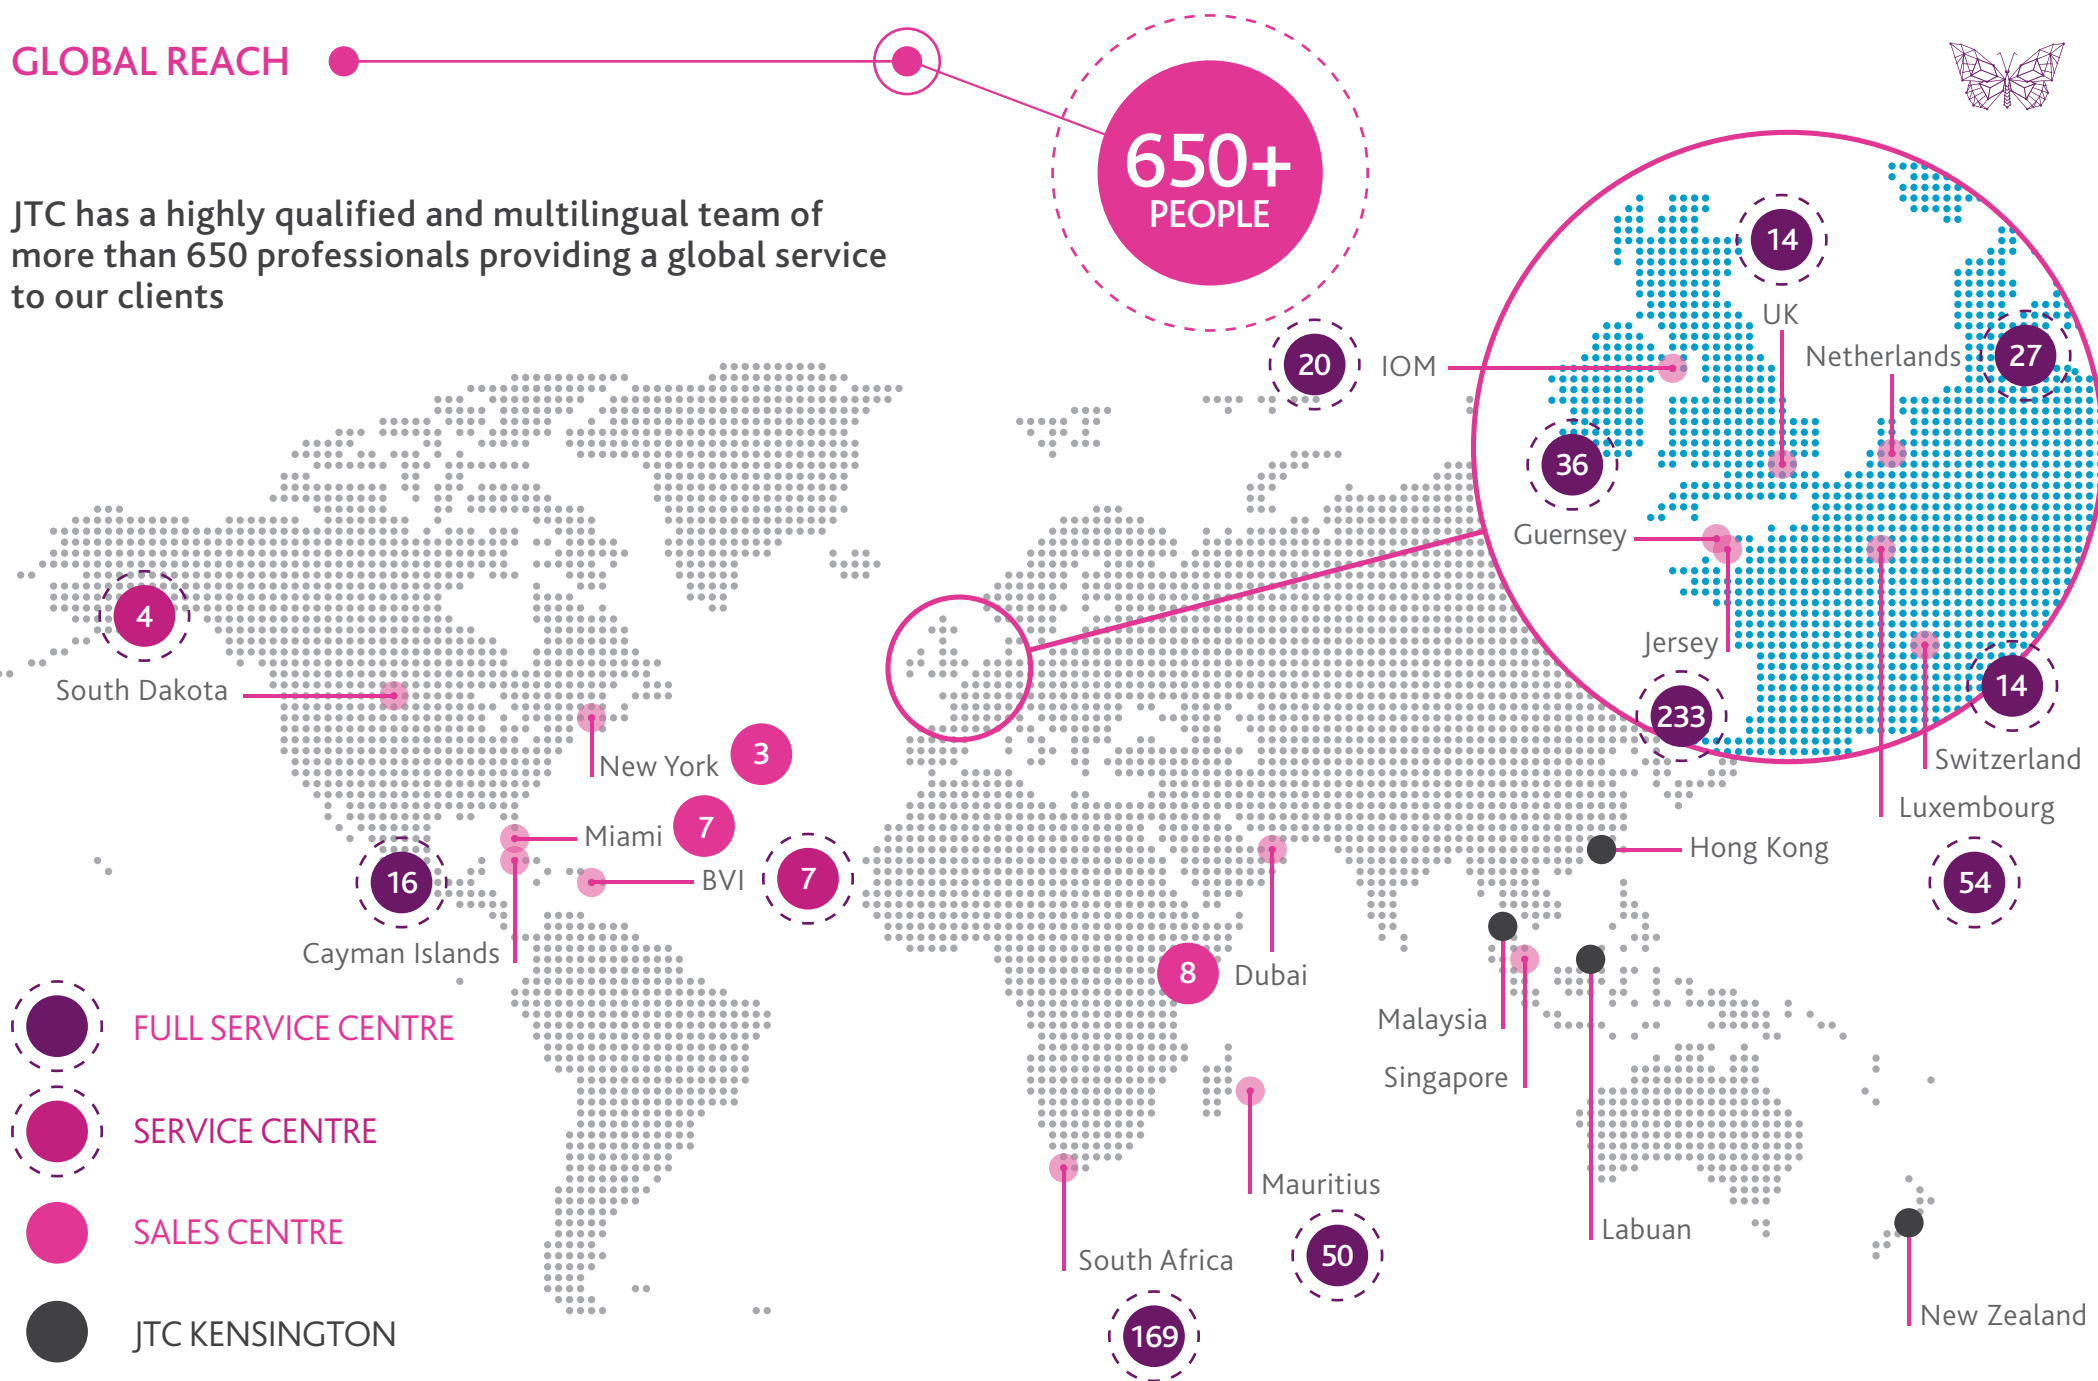 GLOBAL REACH
650+
PEOPLE
JTC has a highly qualified and multilingual team of
more than 650 professionals providing a global service
to our clients
14
UK
20
IOM
Netherlands
27
36
Guernsey
Jersey
233
14
Switzerland
Luxembourg
54
4
South Dakota
New York
3
Miami
7
BVI
7
16
Cayman Islands
Hong Kong
8
Dubai
Malaysia
Singapore
Mauritius
50
Labuan
South Africa
169
New Zealand
FULL SERVICE CENTRE
SERVICE CENTRE
SALES CENTRE
JTC KENSINGTON